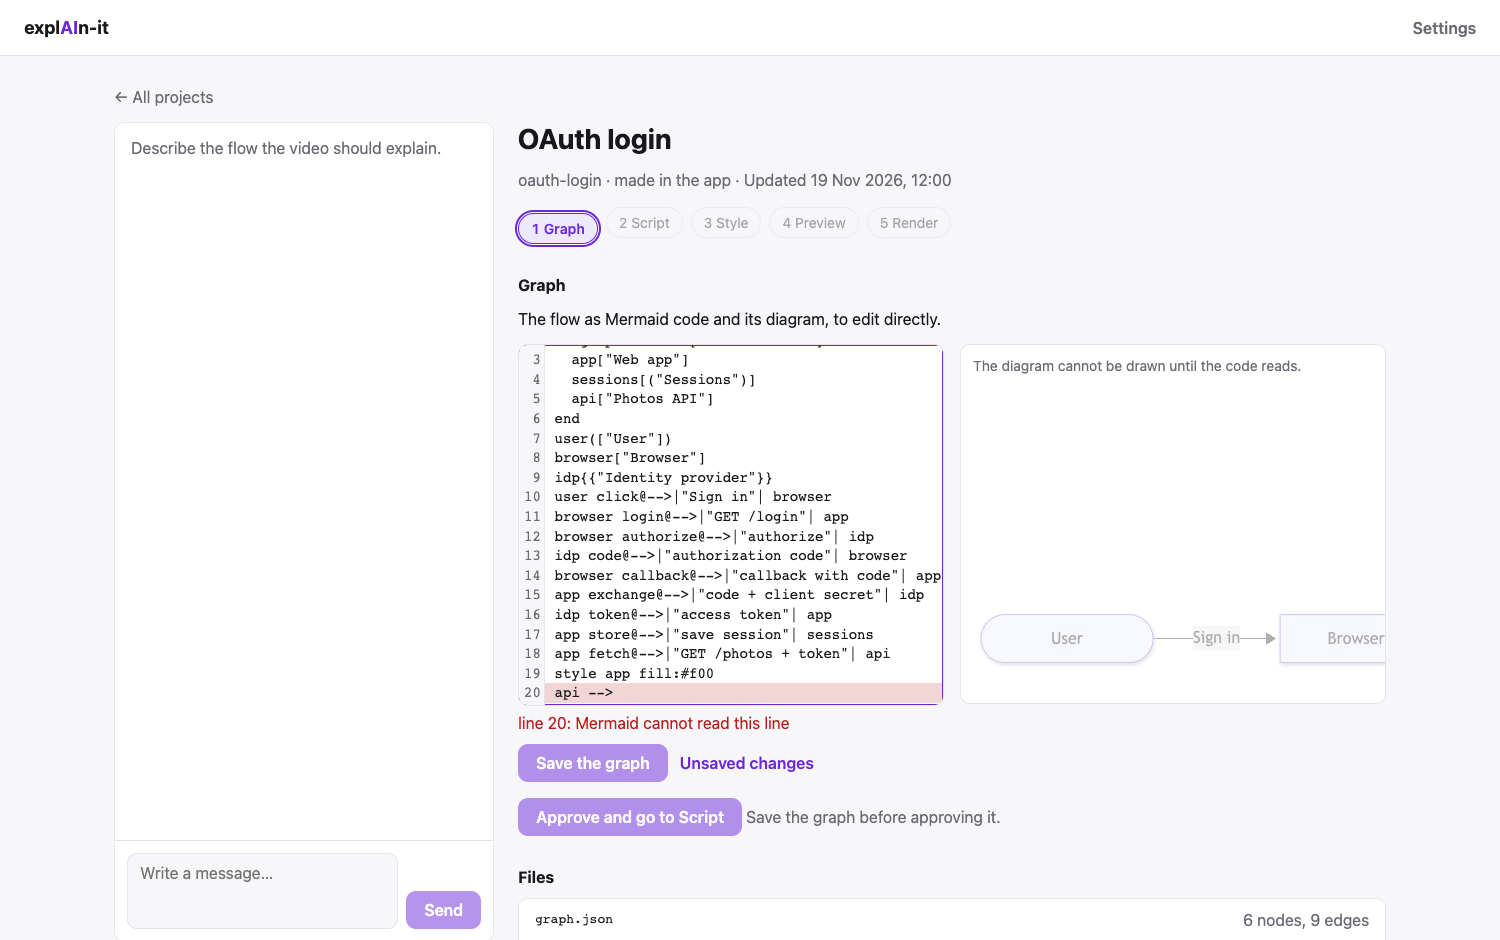 explAIn-it
Settings
← All projects
Describe the flow the video should explain.
Write a message...
Send
OAuth login
oauth-login · made in the app · Updated 19 Nov 2026, 12:00
1 Graph
2 Script
3 Style
4 Preview
5 Render
Graph
The flow as Mermaid code and its diagram, to edit directly.
3 app["Web app"]
4 sessions[("Sessions")]
5 api["Photos API"]
6 end
7 user(["User"])
8 browser["Browser"]
9 idp{{"Identity provider"}}
10 user click@-->|"Sign in"| browser
11 browser login@-->|"GET /login"| app
12 browser authorize@-->|"authorize"| idp
13 idp code@-->|"authorization code"| browser
14 browser callback@-->|"callback with code"| app
15 app exchange@-->|"code + client secret"| idp
16 idp token@-->|"access token"| app
17 app store@-->|"save session"| sessions
18 app fetch@-->|"GET /photos + token"| api
19 style app fill:#f00
20 api -->
The diagram cannot be drawn until the code reads.
User
Sign in
Browser
line 20: Mermaid cannot read this line
Save the graph
Unsaved changes
Approve and go to Script
Save the graph before approving it.
Files
graph.json
6 nodes, 9 edges